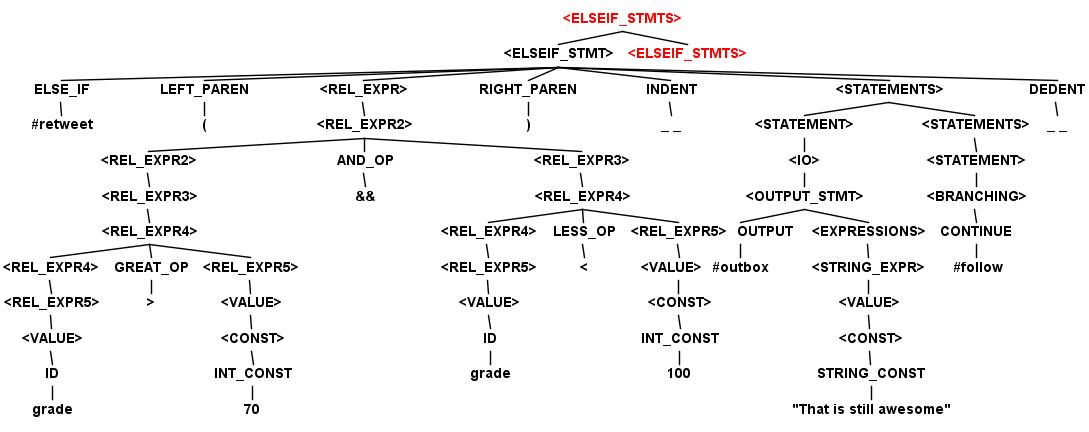 <ELSEIF_STMTS>
<ELSEIF_STMT> <ELSEIF_STMTS>
ELSE_IF LEFT_PAREN <REL_EXPR> RIGHT_PAREN INDENT <STATEMENTS> DEDENT
#retweet ( <REL_EXPR2> ) _ _ <STATEMENT> <STATEMENTS> _ _
<REL_EXPR2> AND_OP <REL_EXPR3> <IO> <STATEMENT>
<REL_EXPR3> && <REL_EXPR4> <OUTPUT_STMT> <BRANCHING>
<REL_EXPR4> <REL_EXPR4> LESS_OP <REL_EXPR5> OUTPUT <EXPRESSIONS> CONTINUE
<REL_EXPR4> GREAT_OP <REL_EXPR5> <REL_EXPR5> < <VALUE> #outbox <STRING_EXPR> #follow
<REL_EXPR5> > <VALUE> <VALUE> <CONST> <VALUE>
<VALUE> <CONST> ID INT_CONST <CONST>
ID INT_CONST grade 100 STRING_CONST
grade 70 "That is still awesome"